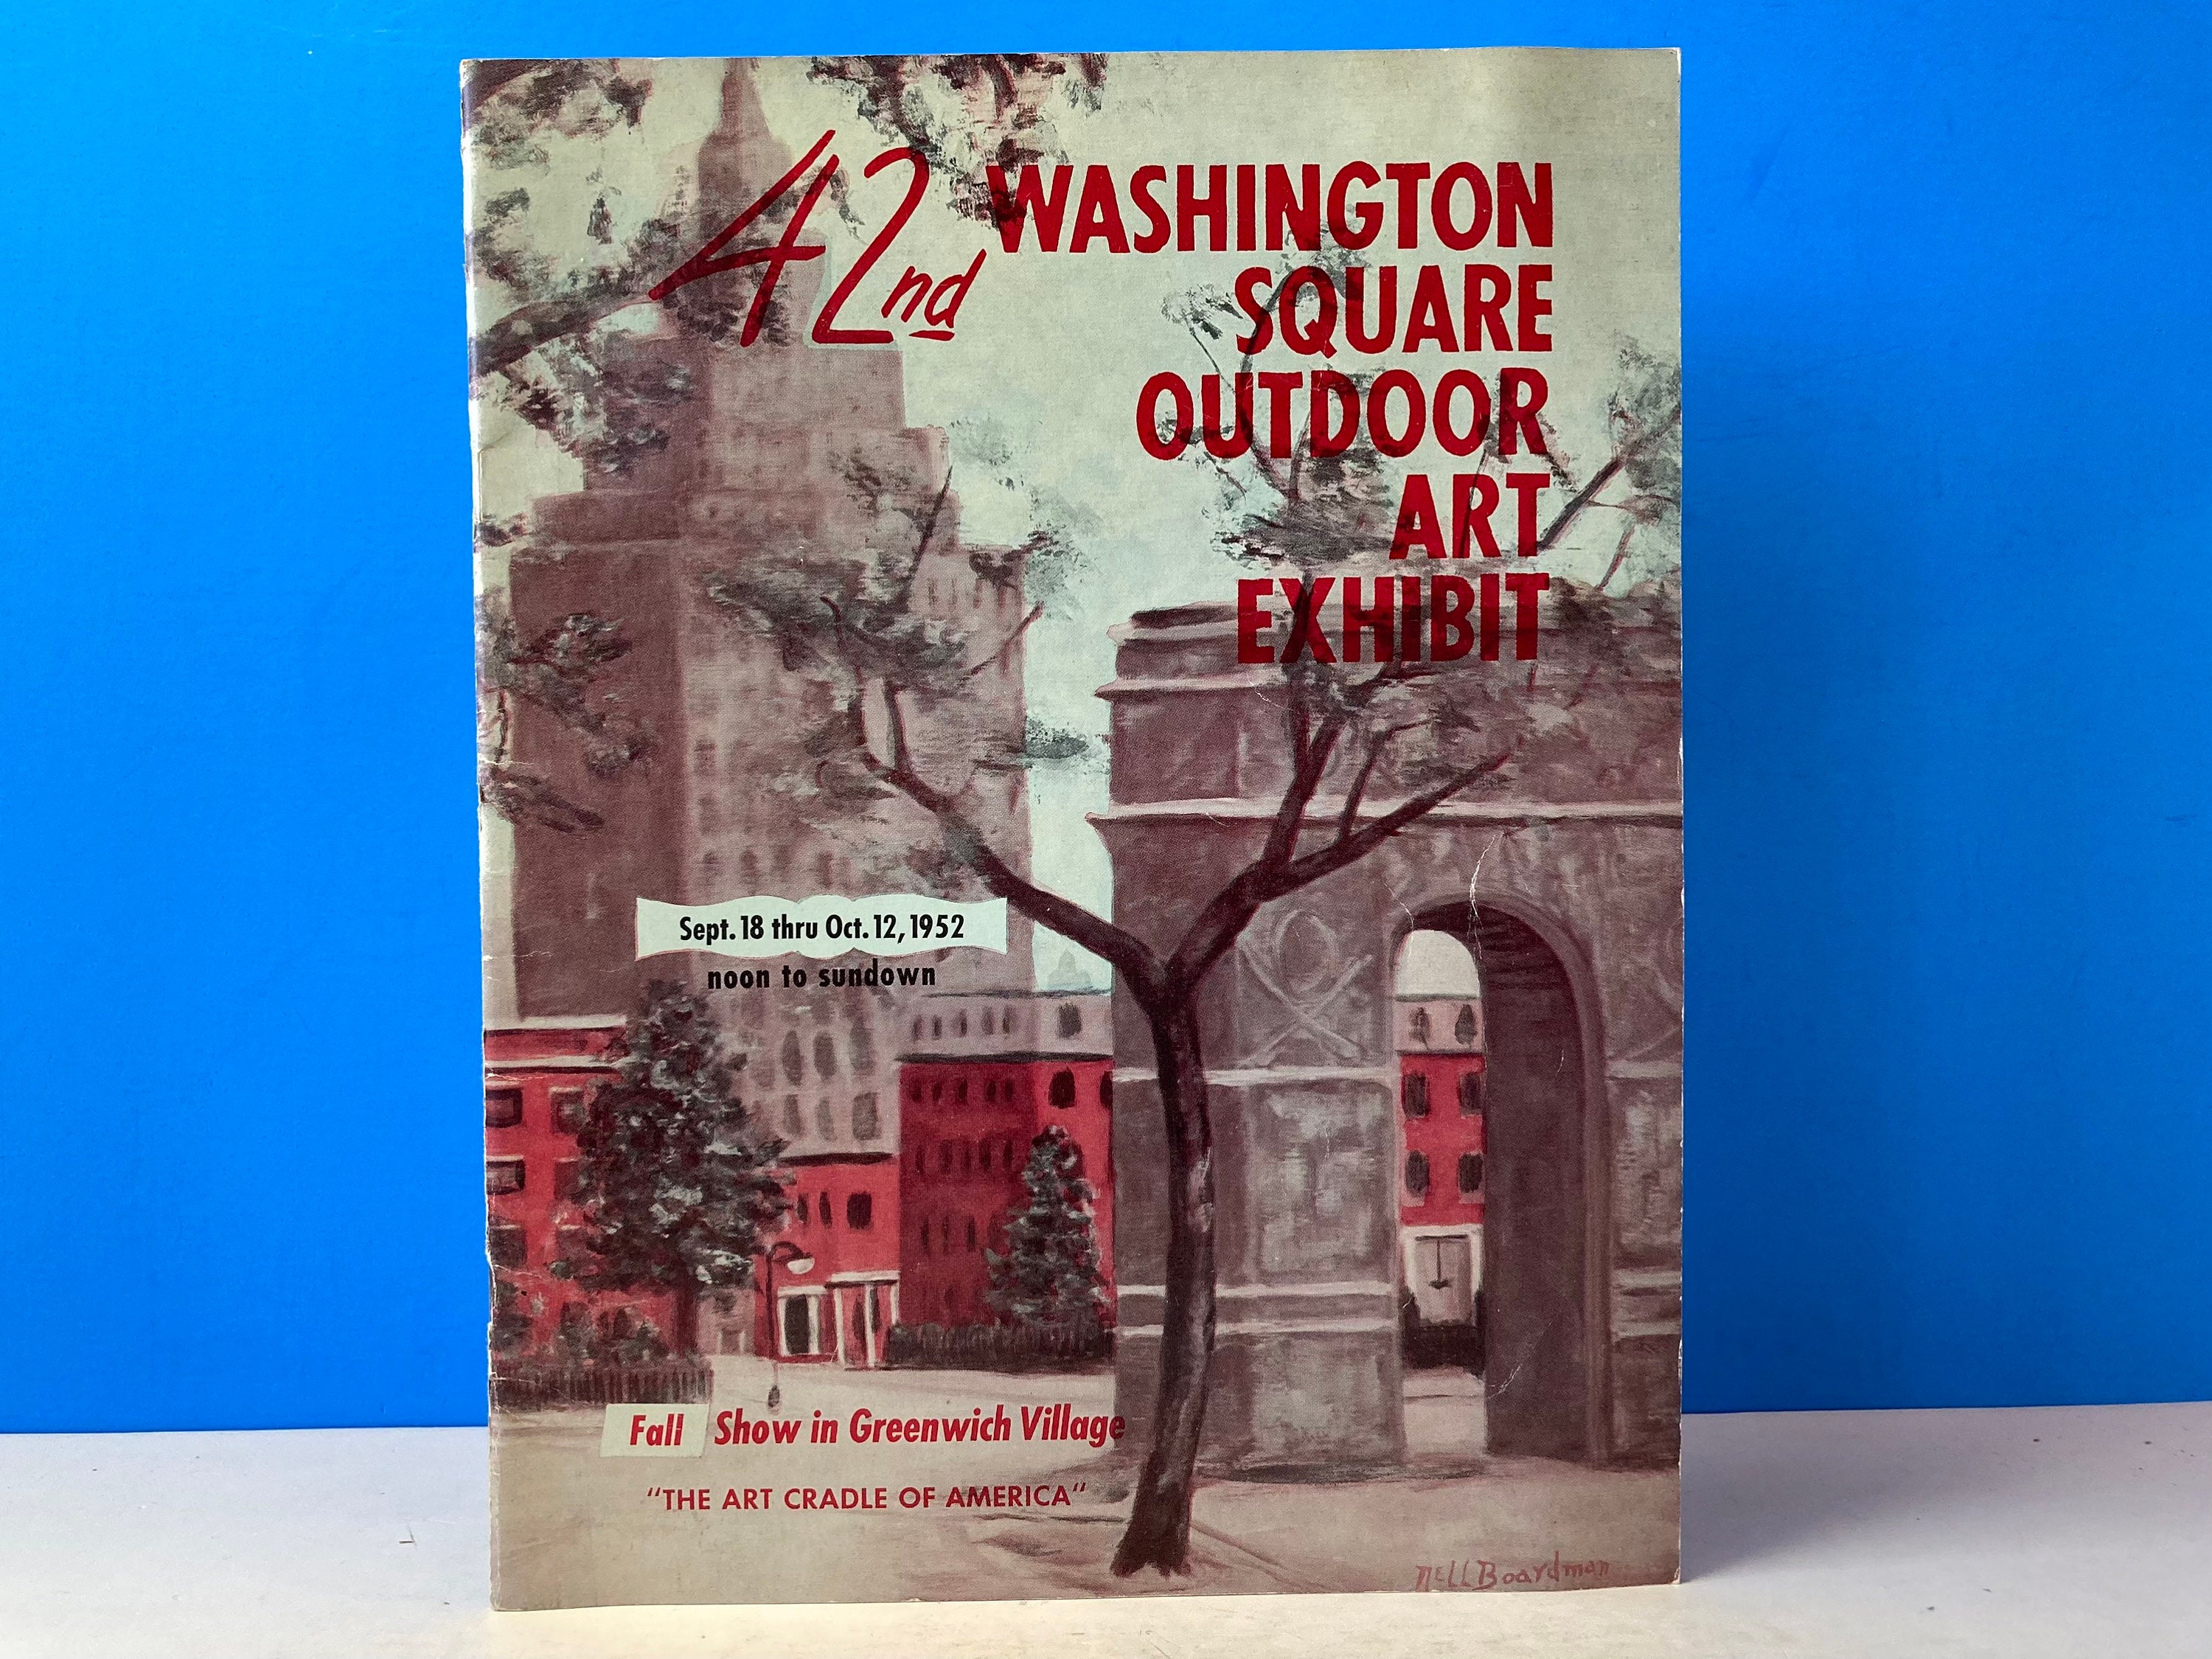 42nd WASHINGTON
SQUARE
OUTDOOR
ART
EXHIBIT
Sept. 18 thru Oct. 12, 1952
noon to sundown
Fall Show in Greenwich Village
"THE ART CRADLE OF AMERICA"
Nell Boardman